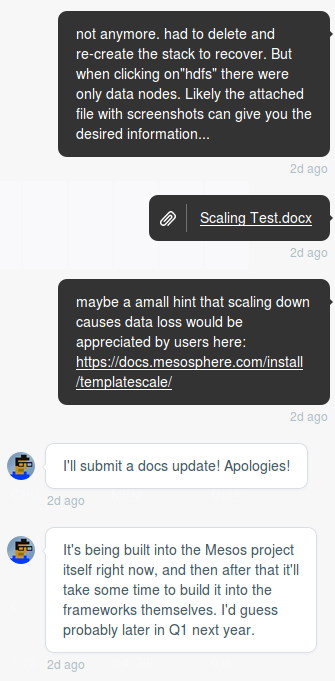 not anymore. had to delete and
re-create the stack to recover. But
when clicking on"hdfs" there were
only data nodes. Likely the attached
file with screenshots can give you the
desired information...
2d ago
Scaling Test.docx
2d ago
maybe a amall hint that scaling down
causes data loss would be
appreciated by users here:
https://docs.mesosphere.com/install
/templatescale/
2d ago
I'll submit a docs update! Apologies!
2d ago
It's being built into the Mesos project
itself right now, and then after that it'll
take some time to build it into the
frameworks themselves. I'd guess
probably later in Q1 next year.
2d ago